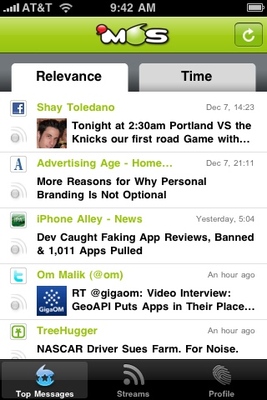 AT&T 9:42 AM
iMCS
Relevance Time
Shay Toledano Dec 7, 14:23
Tonight at 2:30am Portland VS the
Knicks our first road Game with...
Advertising Age - Home... Dec 7, 21:11
More Reasons for Why Personal
Branding Is Not Optional
iPhone Alley - News Yesterday, 5:04
Dev Caught Faking App Reviews, Banned
& 1,011 Apps Pulled
Om Malik (@om) An hour ago
RT @gigaom: Video Interview:
GeoAPI Puts Apps in Their Place...
GigaOM
TreeHugger An hour ago
NASCAR Driver Sues Farm. For Noise.
Top Messages Streams Profile